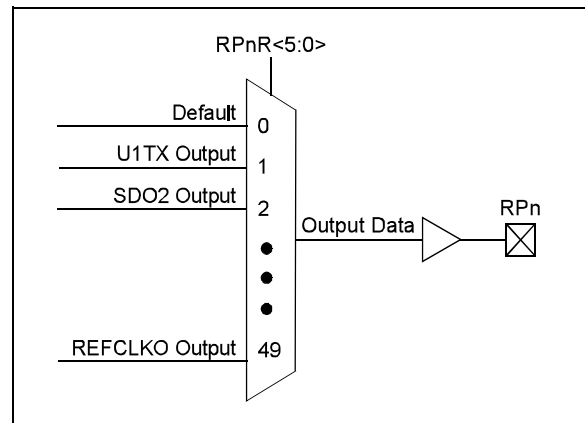 RPnR<5:0>
Default
0
U1TX Output
1
SDO2 Output
2
Output Data
RPn
REFCLKO Output
49